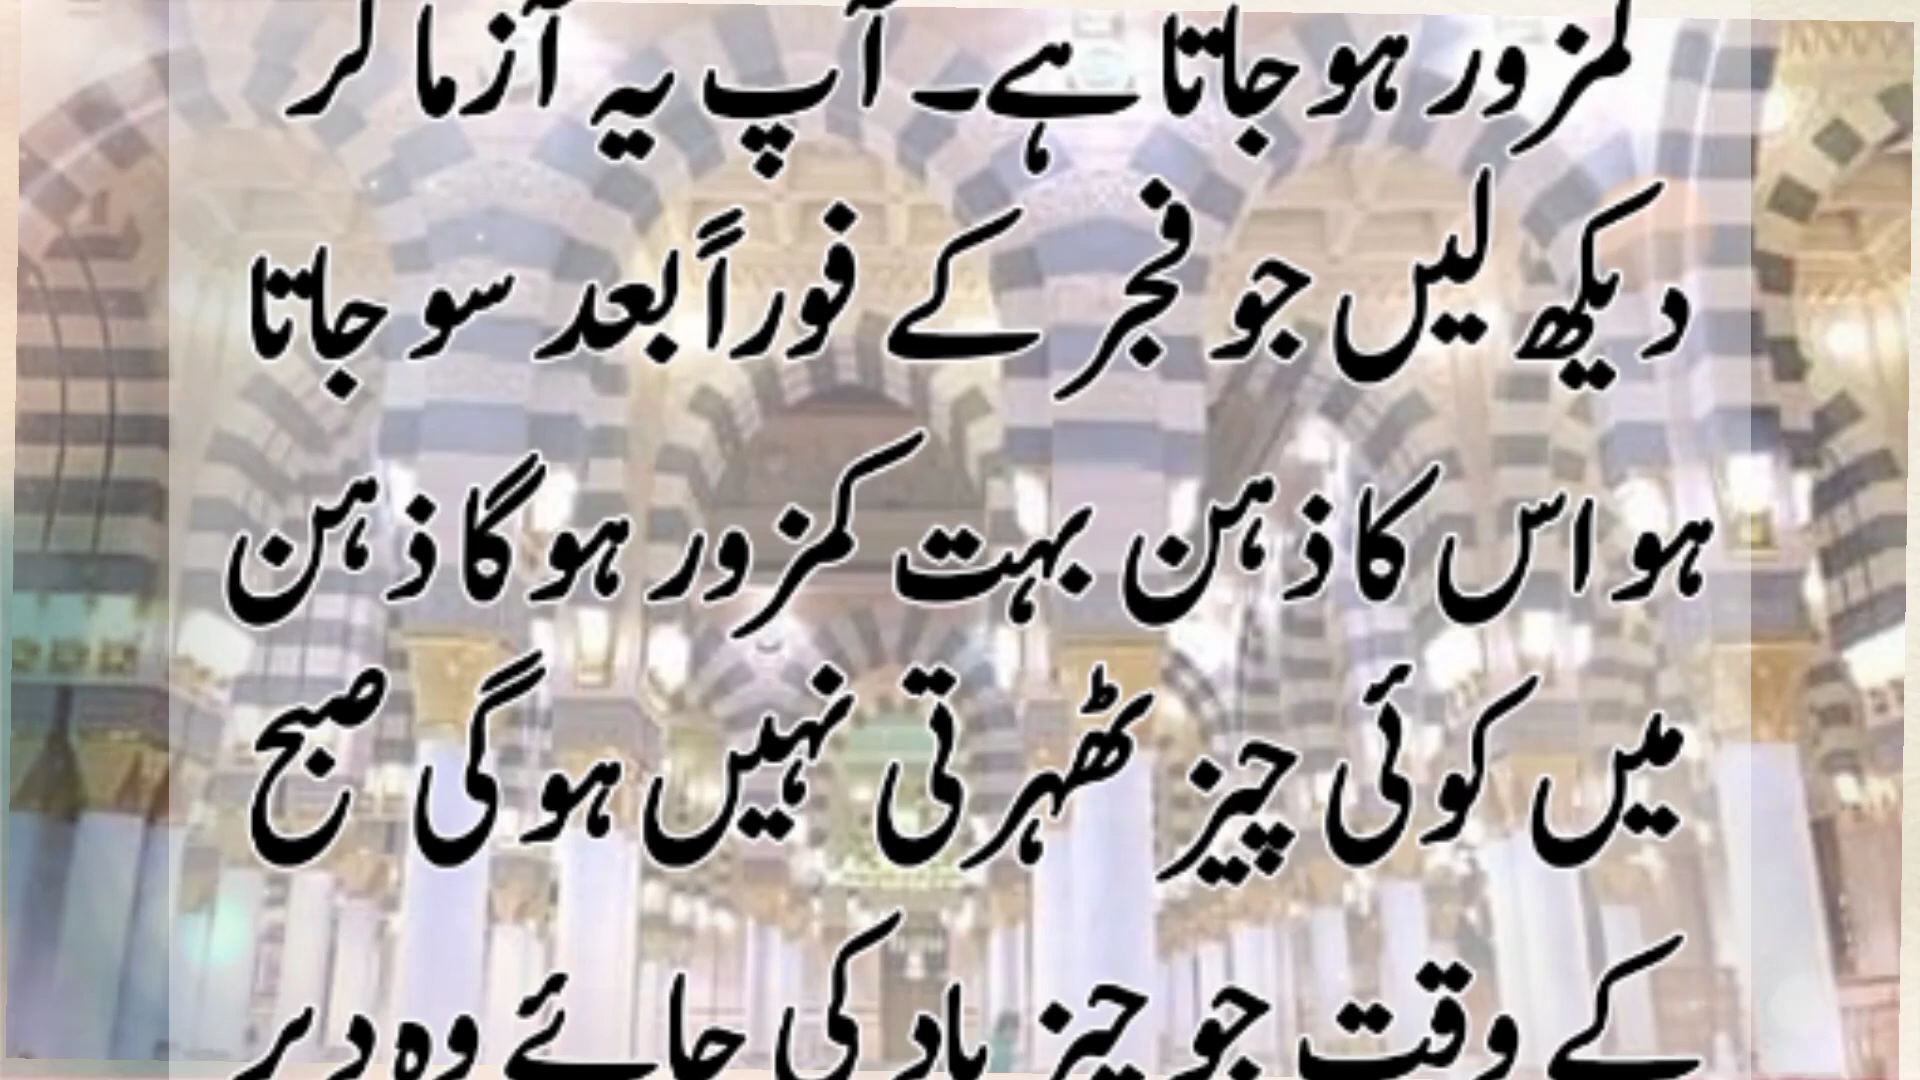 کمزور ہو جاتا ہے۔ آپ یہ آزما کر
دیکھ لیں جو فجر کے فوراً بعد سو جاتا
ہو اس کا ذہن بہت کمزور ہو گا ذہن
میں کوئی چیز ٹھہرتی نہیں ہو گی صبح
کے وقت جو چیز یاد کی جائے وہ دیر